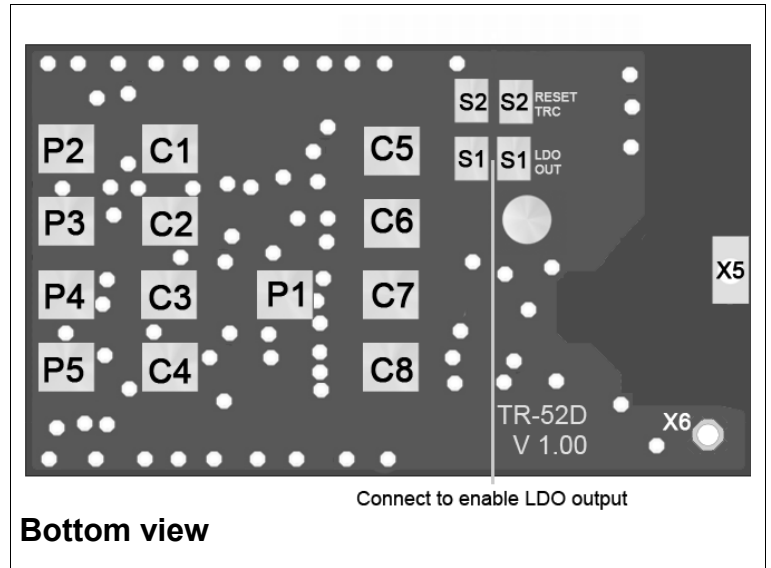 S2 S2 RESET
TRC
P2 C1 C5 S1 S1 LDO
OUT
P3 C2 C6
X5
P4 C3 P1 C7
P5 C4 C8
TR-52D
V 1.00
X6
Connect to enable LDO output
Bottom view